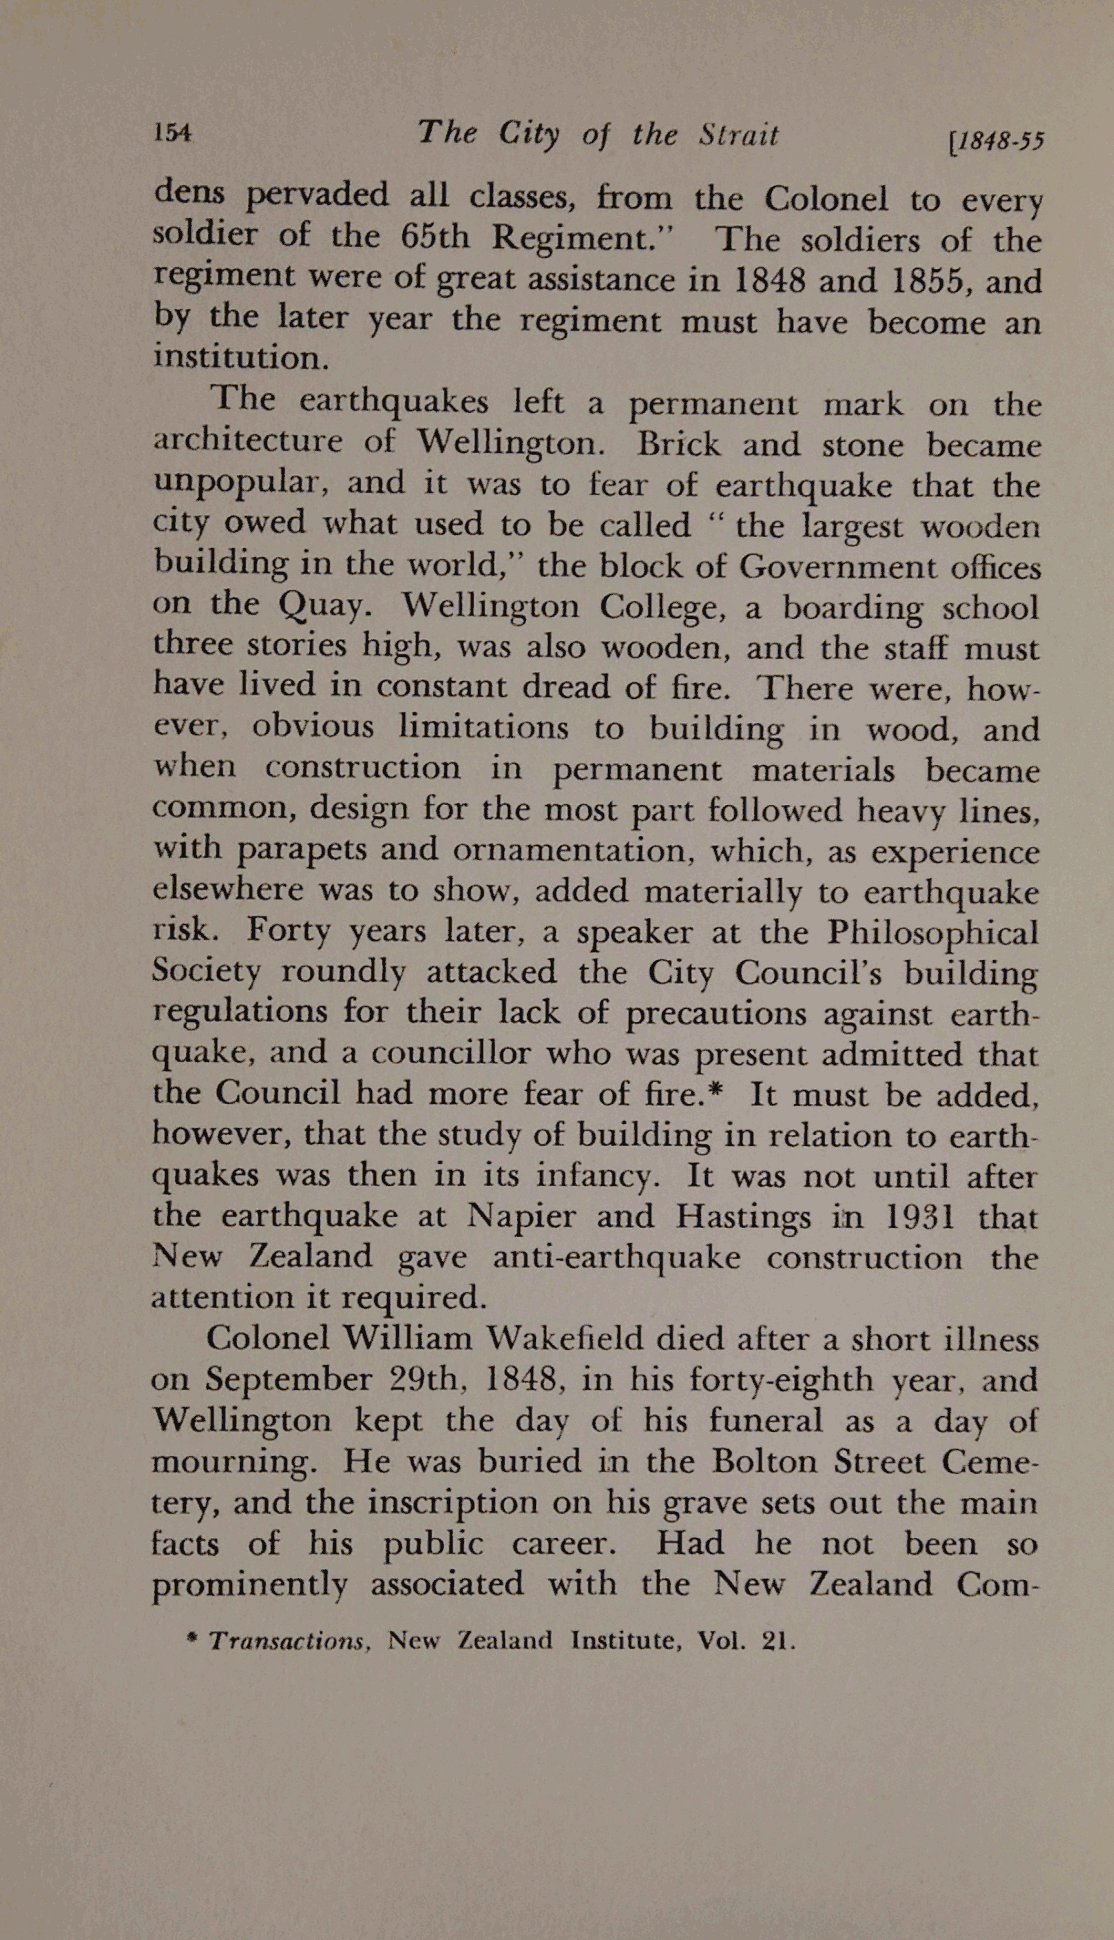 154 The City of the Strait [1848-55
dens pervaded all classes, from the Colonel to every
soldier of the 65th Regiment.” The soldiers of the
regiment were of great assistance in 1848 and 1855, and
by the later year the regiment must have become an
institution.
The earthquakes left a permanent mark on the
architecture of Wellington. Brick and stone became
unpopular, and it was to fear of earthquake that the
city owed what used to be called “ the largest wooden
building in the world,” the block of Government offices
on the Quay. Wellington College, a boarding school
three stories high, was also wooden, and the staff must
have lived in constant dread of fire. There were, how-
ever, obvious limitations to building in wood, and
when construction in permanent materials became
common, design for the most part followed heavy lines,
with parapets and ornamentation, which, as experience
elsewhere was to show, added materially to earthquake
risk. Forty years later, a speaker at the Philosophical
Society roundly attacked the City Council’s building
regulations for their lack of precautions against earth-
quake, and a councillor who was present admitted that
the Council had more fear of fire.* It must be added,
however, that the study of building in relation to earth-
quakes was then in its infancy. It was not until after
the earthquake at Napier and Hastings in 1931 that
New Zealand gave anti-earthquake construction the
attention it required.
Colonel William Wakefield died after a short illness
on September 29th, 1848, in his forty-eighth year, and
Wellington kept the day of his funeral as a day of
mourning. He was buried in the Bolton Street Ceme-
tery, and the inscription on his grave sets out the main
facts of his public career. Had he not been so
prominently associated with the New Zealand Com-
* Transactions, New Zealand Institute, Vol. 21.